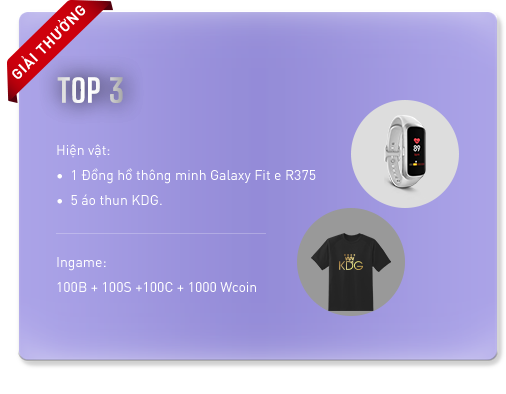 GIẢI THƯỞNG
TOP 3
Hiện vật:
• 1 Đồng hồ thông minh Galaxy Fit e R375
• 5 áo thun KDG.
Ingame:
100B + 100S +100C + 1000 Wcoin
89
KDG